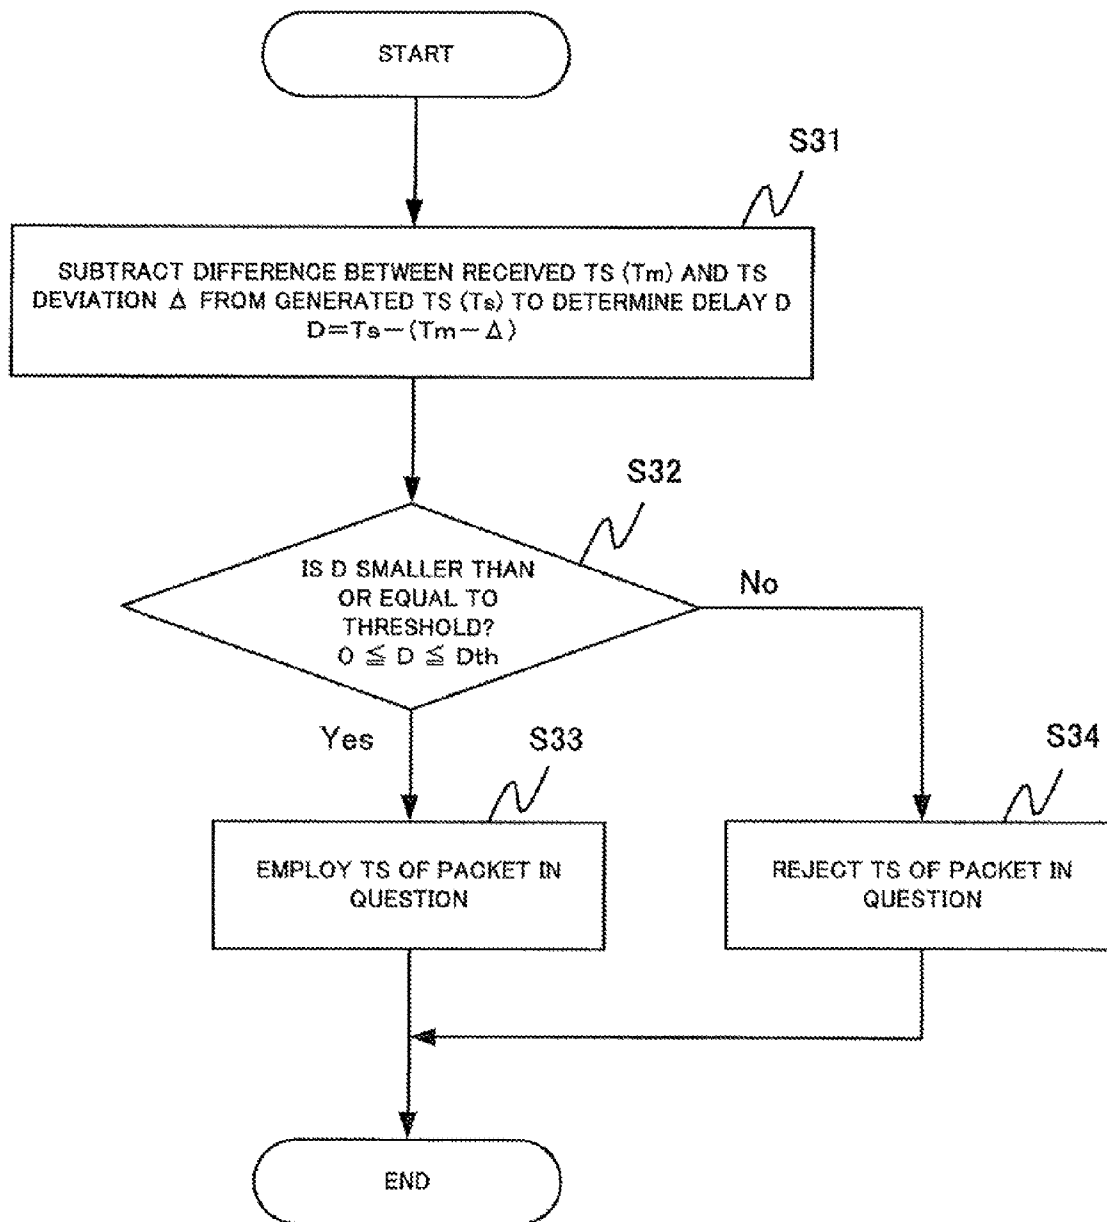 START
S31
SUBTRACT DIFFERENCE BETWEEN RECEIVED TS (Tm) AND TS
DEVIATION Δ FROM GENERATED TS (Ts) TO DETERMINE DELAY D
D=Ts-(Tm-Δ)
S32
IS D SMALLER THAN
OR EQUAL TO
THRESHOLD?
0 ≦ D ≦ Dth
No
Yes
S33
S34
EMPLOY TS OF PACKET IN
QUESTION
REJECT TS OF PACKET IN
QUESTION
END